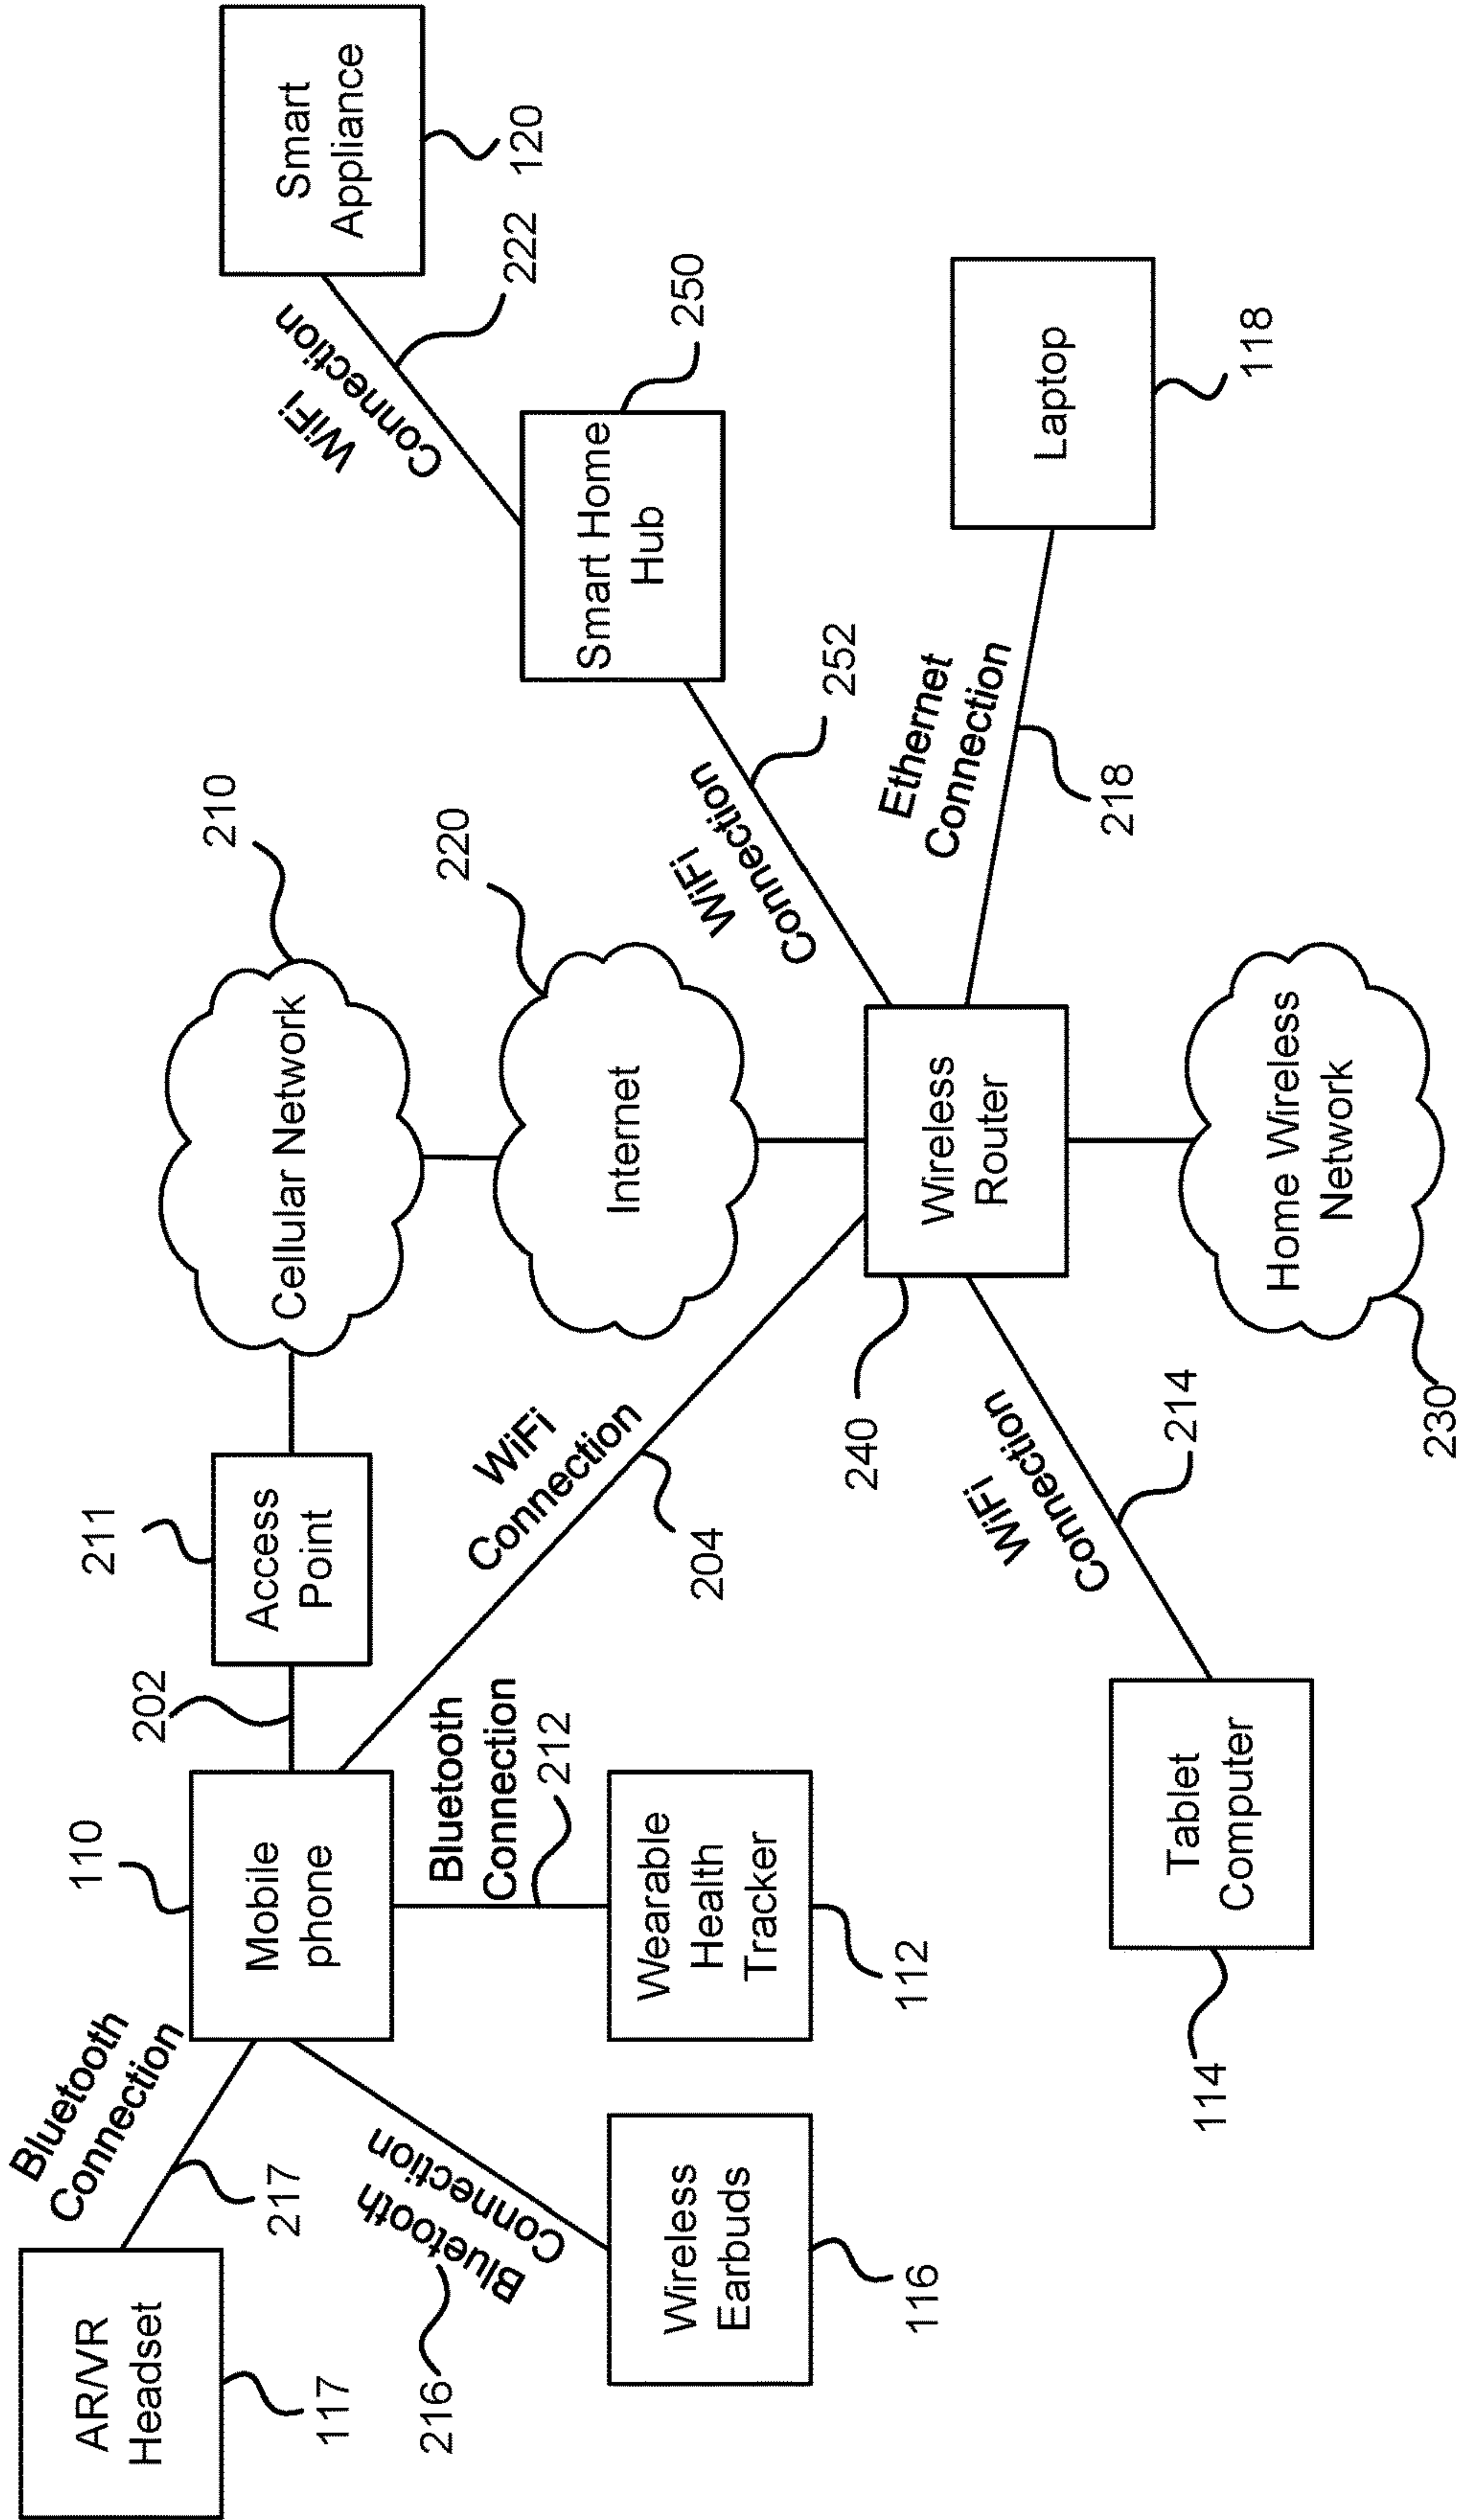 AR/VR
Headset
117
Bluetooth
Connection
217
110
Mobile
phone
202
211
Access
Point
Cellular Network
210
216
Bluetooth
Connection
Wireless
Earbuds
116
Bluetooth
Connection
212
Wearable
Health
Tracker
112
WiFi
Connection
204
Internet
220
WiFi
Connection
222
Smart
Appliance
120
Smart Home
Hub
250
WiFi
Connection
252
240
Wireless
Router
Ethernet
Connection
218
Laptop
118
WiFi
Connection
214
Tablet
Computer
114
Home Wireless
Network
230